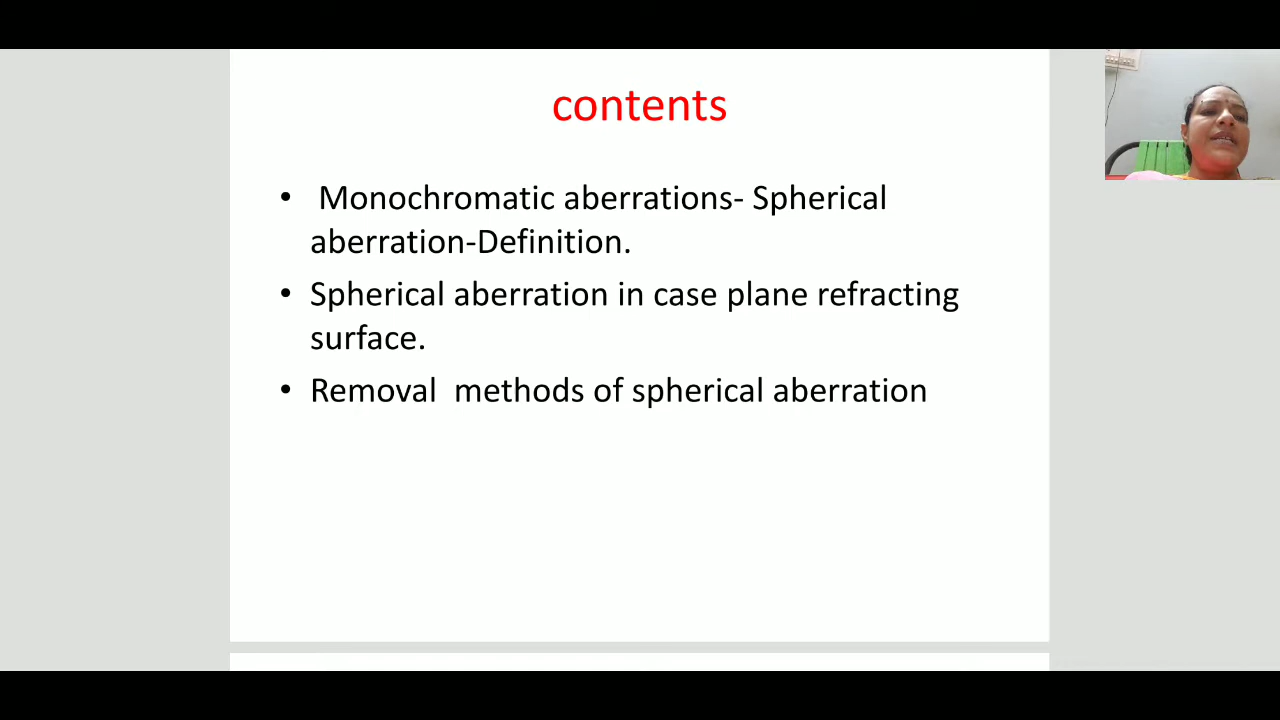 contents
• Monochromatic aberrations- Spherical
aberration-Definition.
• Spherical aberration in case plane refracting
surface.
• Removal methods of spherical aberration